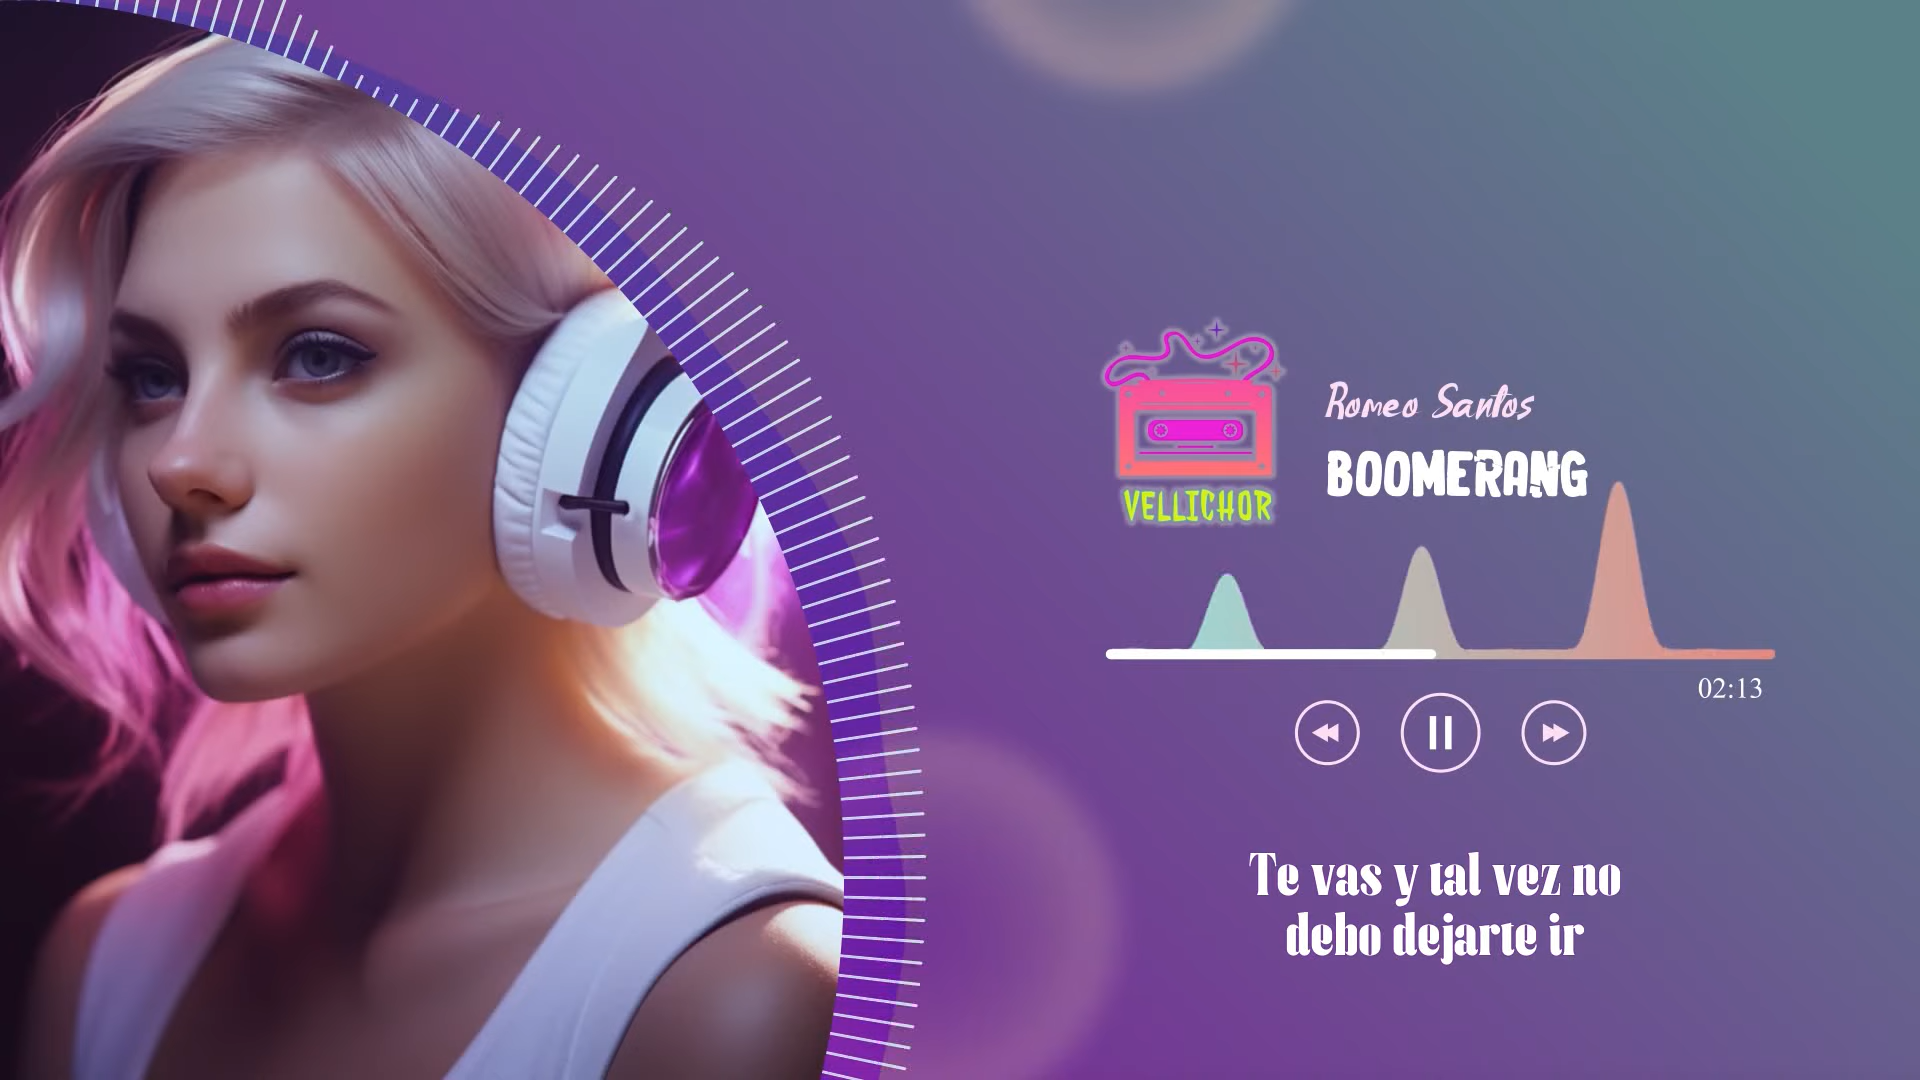 Romeo Santos
BOOMERANG
VELLICHOR
02:13
Te vas y tal vez no
debo dejarte ir